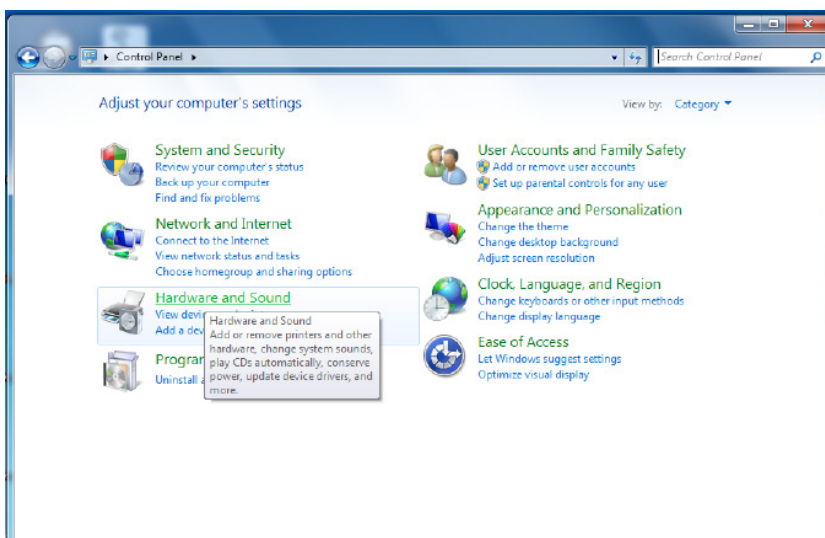 Control Panel
Search Control Panel
Adjust your computer's settings
View by: Category
System and Security
Review your computer's status
Back up your computer
Find and fix problems
Network and Internet
Connect to the Internet
View network status and tasks
Choose homegroup and sharing options
Hardware and Sound
View devi
Add a dev
Hardware and Sound
Add or remove printers and other
hardware, change system sounds,
play CDs automatically, conserve
power, update device drivers, and
more.
Program
Uninstall a
User Accounts and Family Safety
Add or remove user accounts
Set up parental controls for any user
Appearance and Personalization
Change the theme
Change desktop background
Adjust screen resolution
Clock, Language, and Region
Change keyboards or other input methods
Change display language
Ease of Access
Let Windows suggest settings
Optimize visual display